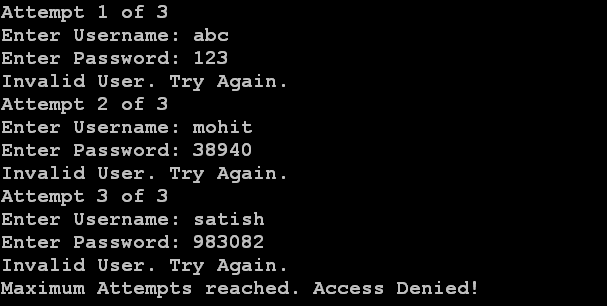 Attempt 1 of 3
Enter Username: abc
Enter Password: 123
Invalid User. Try Again.
Attempt 2 of 3
Enter Username: mohit
Enter Password: 38940
Invalid User. Try Again.
Attempt 3 of 3
Enter Username: satish
Enter Password: 983082
Invalid User. Try Again.
Maximum Attempts reached. Access Denied!